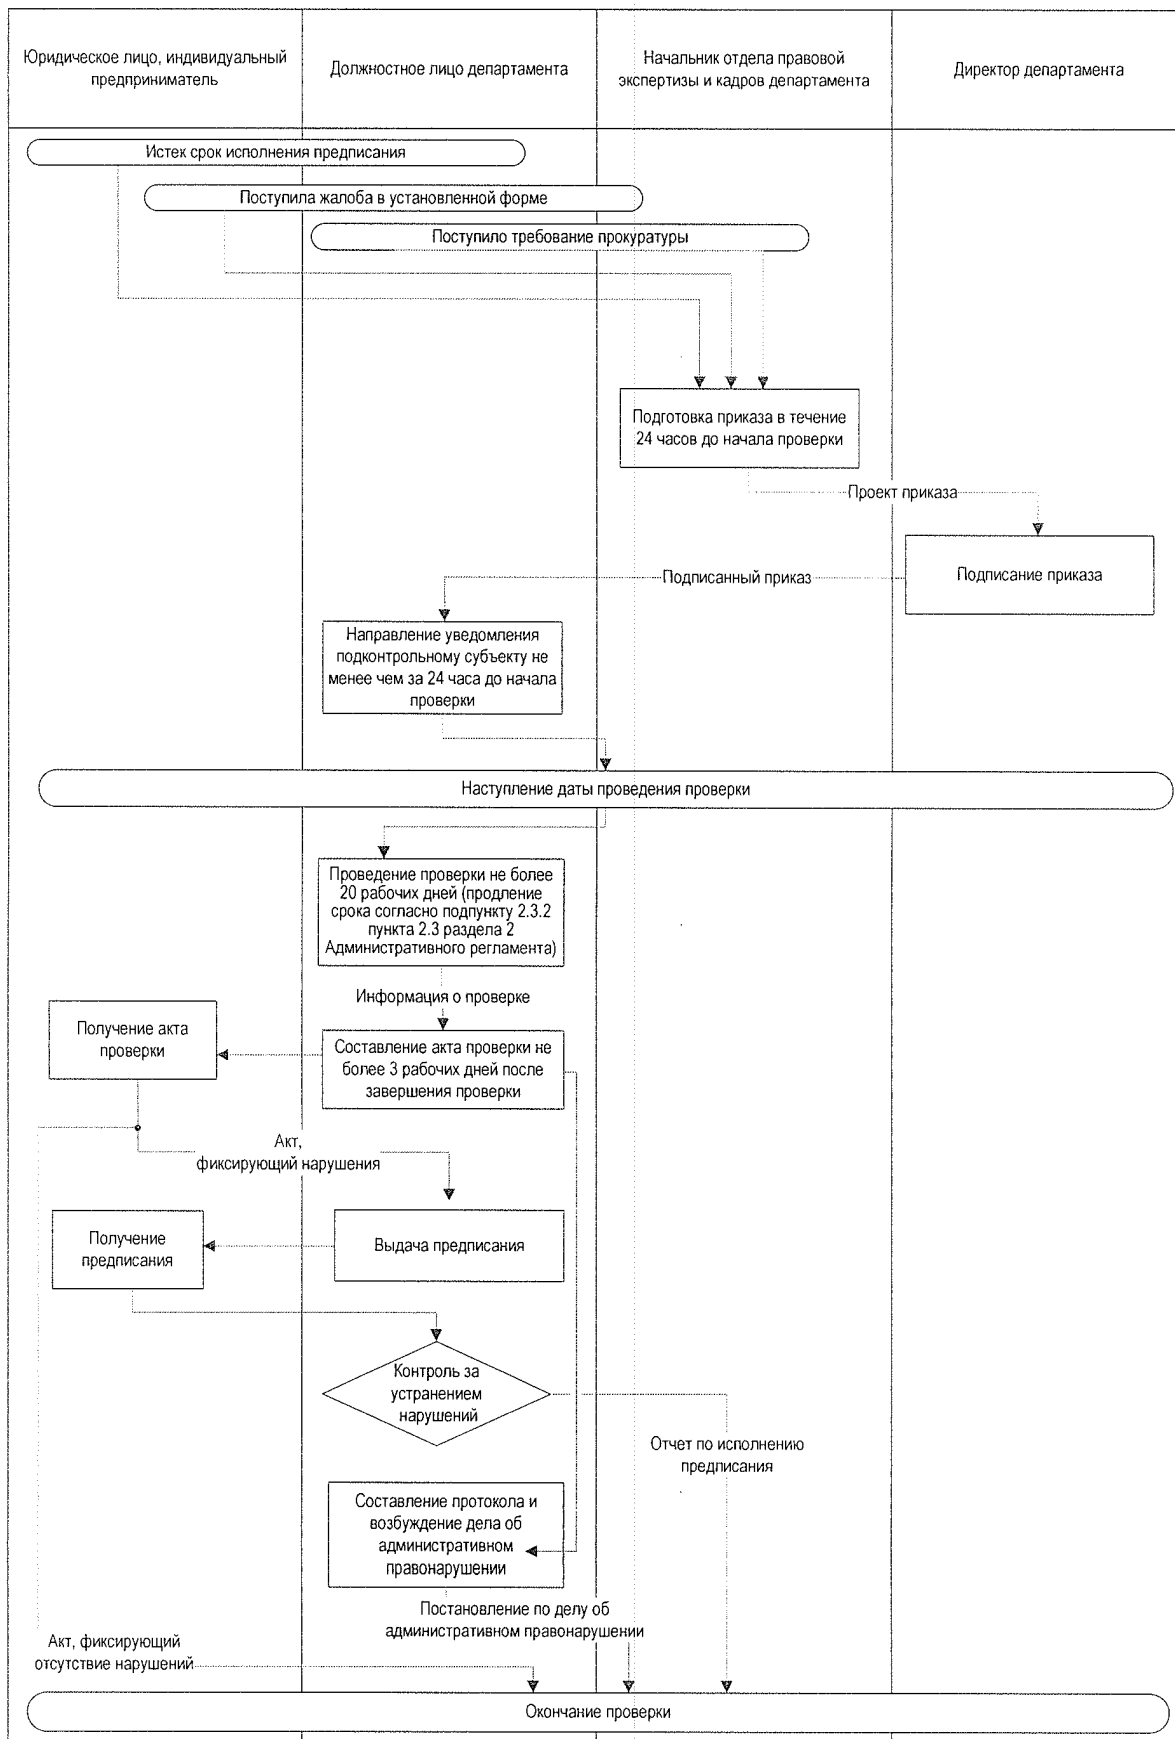 Юридическое лицо, индивидуальный
предприниматель
Должностное лицо департамента
Начальник отдела правовой
экспертизы и кадров департамента
Директор департамента
Истек срок исполнения предписания
Поступила жалоба в установленной форме
Поступило требование прокуратуры
Подготовка приказа в течение
24 часов до начала проверки
Проект приказа
Подписание приказа
Подписанный приказ
Направление уведомления
подконтрольному субъекту не
менее чем за 24 часа до начала
проверки
Наступление даты проведения проверки
Проведение проверки не более
20 рабочих дней (продление
срока согласно подпункту 2.3.2
пункта 2.3 раздела 2
Административного регламента)
Информация о проверке
Получение акта
проверки
Составление акта проверки не
более 3 рабочих дней после
завершения проверки
Акт,
фиксирующий нарушения
Получение
предписания
Выдача предписания
Контроль за
устранением
нарушений
Отчет по исполнению
предписания
Составление протокола и
возбуждение дела об
административном
правонарушении
Постановление по делу об
административном правонарушении
Акт, фиксирующий
отсутствие нарушений
Окончание проверки